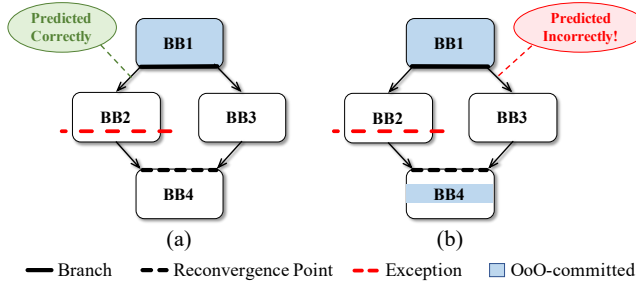 Predicted
Correctly
BB1
BB2
BB3
BB4
(a)
Predicted
Incorrectly!
BB1
BB2
BB3
BB4
(b)
Branch
Reconvergence Point
Exception
OoO-committed